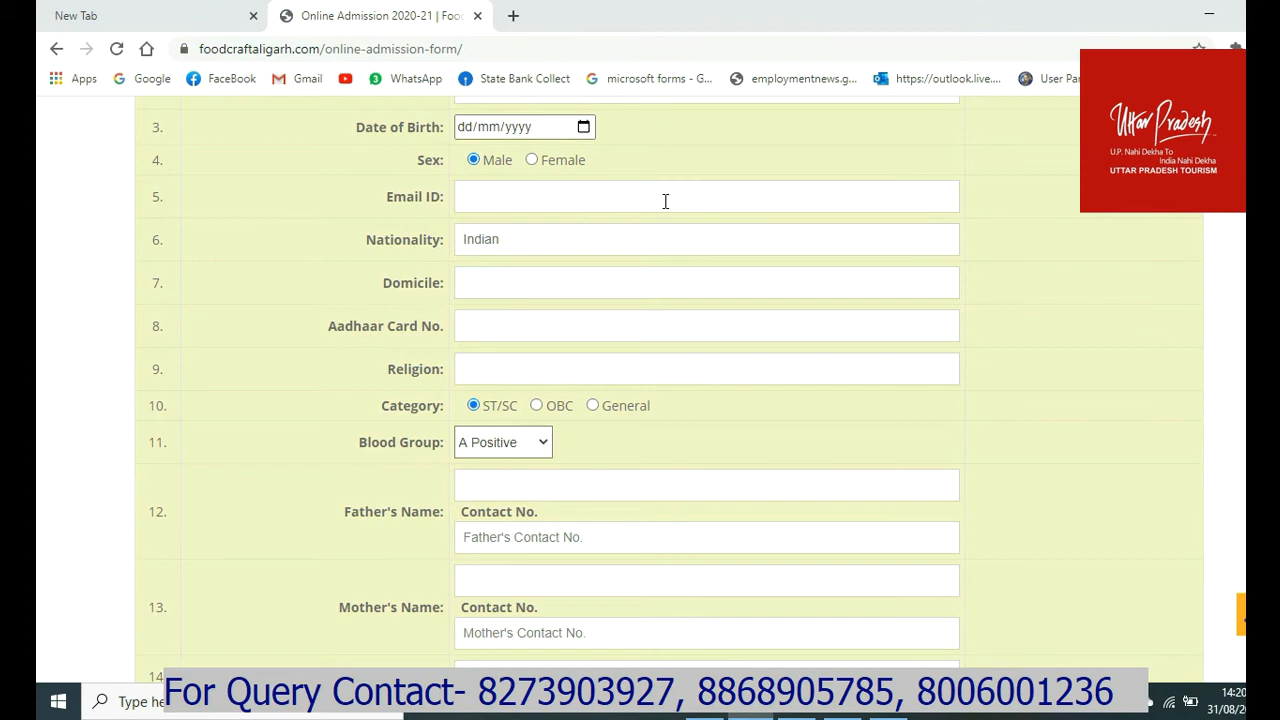 New Tab
Online Admission 2020-21 | Foo
foodcraftaligarh.com/online-admission-form/
Apps
Google
FaceBook
Gmail
WhatsApp
State Bank Collect
microsoft forms - G...
employmentnews.g...
https://outlook.live....
User Pa
Uttar Pradesh
U.P. Nahi Dekha To
India Nahi Dekha
UTTAR PRADESH TOURISM
3. Date of Birth: dd/mm/yyyy
4. Sex: Male Female
5. Email ID:
6. Nationality: Indian
7. Domicile:
8. Aadhaar Card No.
9. Religion:
10. Category: ST/SC OBC General
11. Blood Group: A Positive
12. Father's Name:
Contact No.
Father's Contact No.
13. Mother's Name:
Contact No.
Mother's Contact No.
14
Type he
For Query Contact- 8273903927, 8868905785, 8006001236
14:20
31/08/20